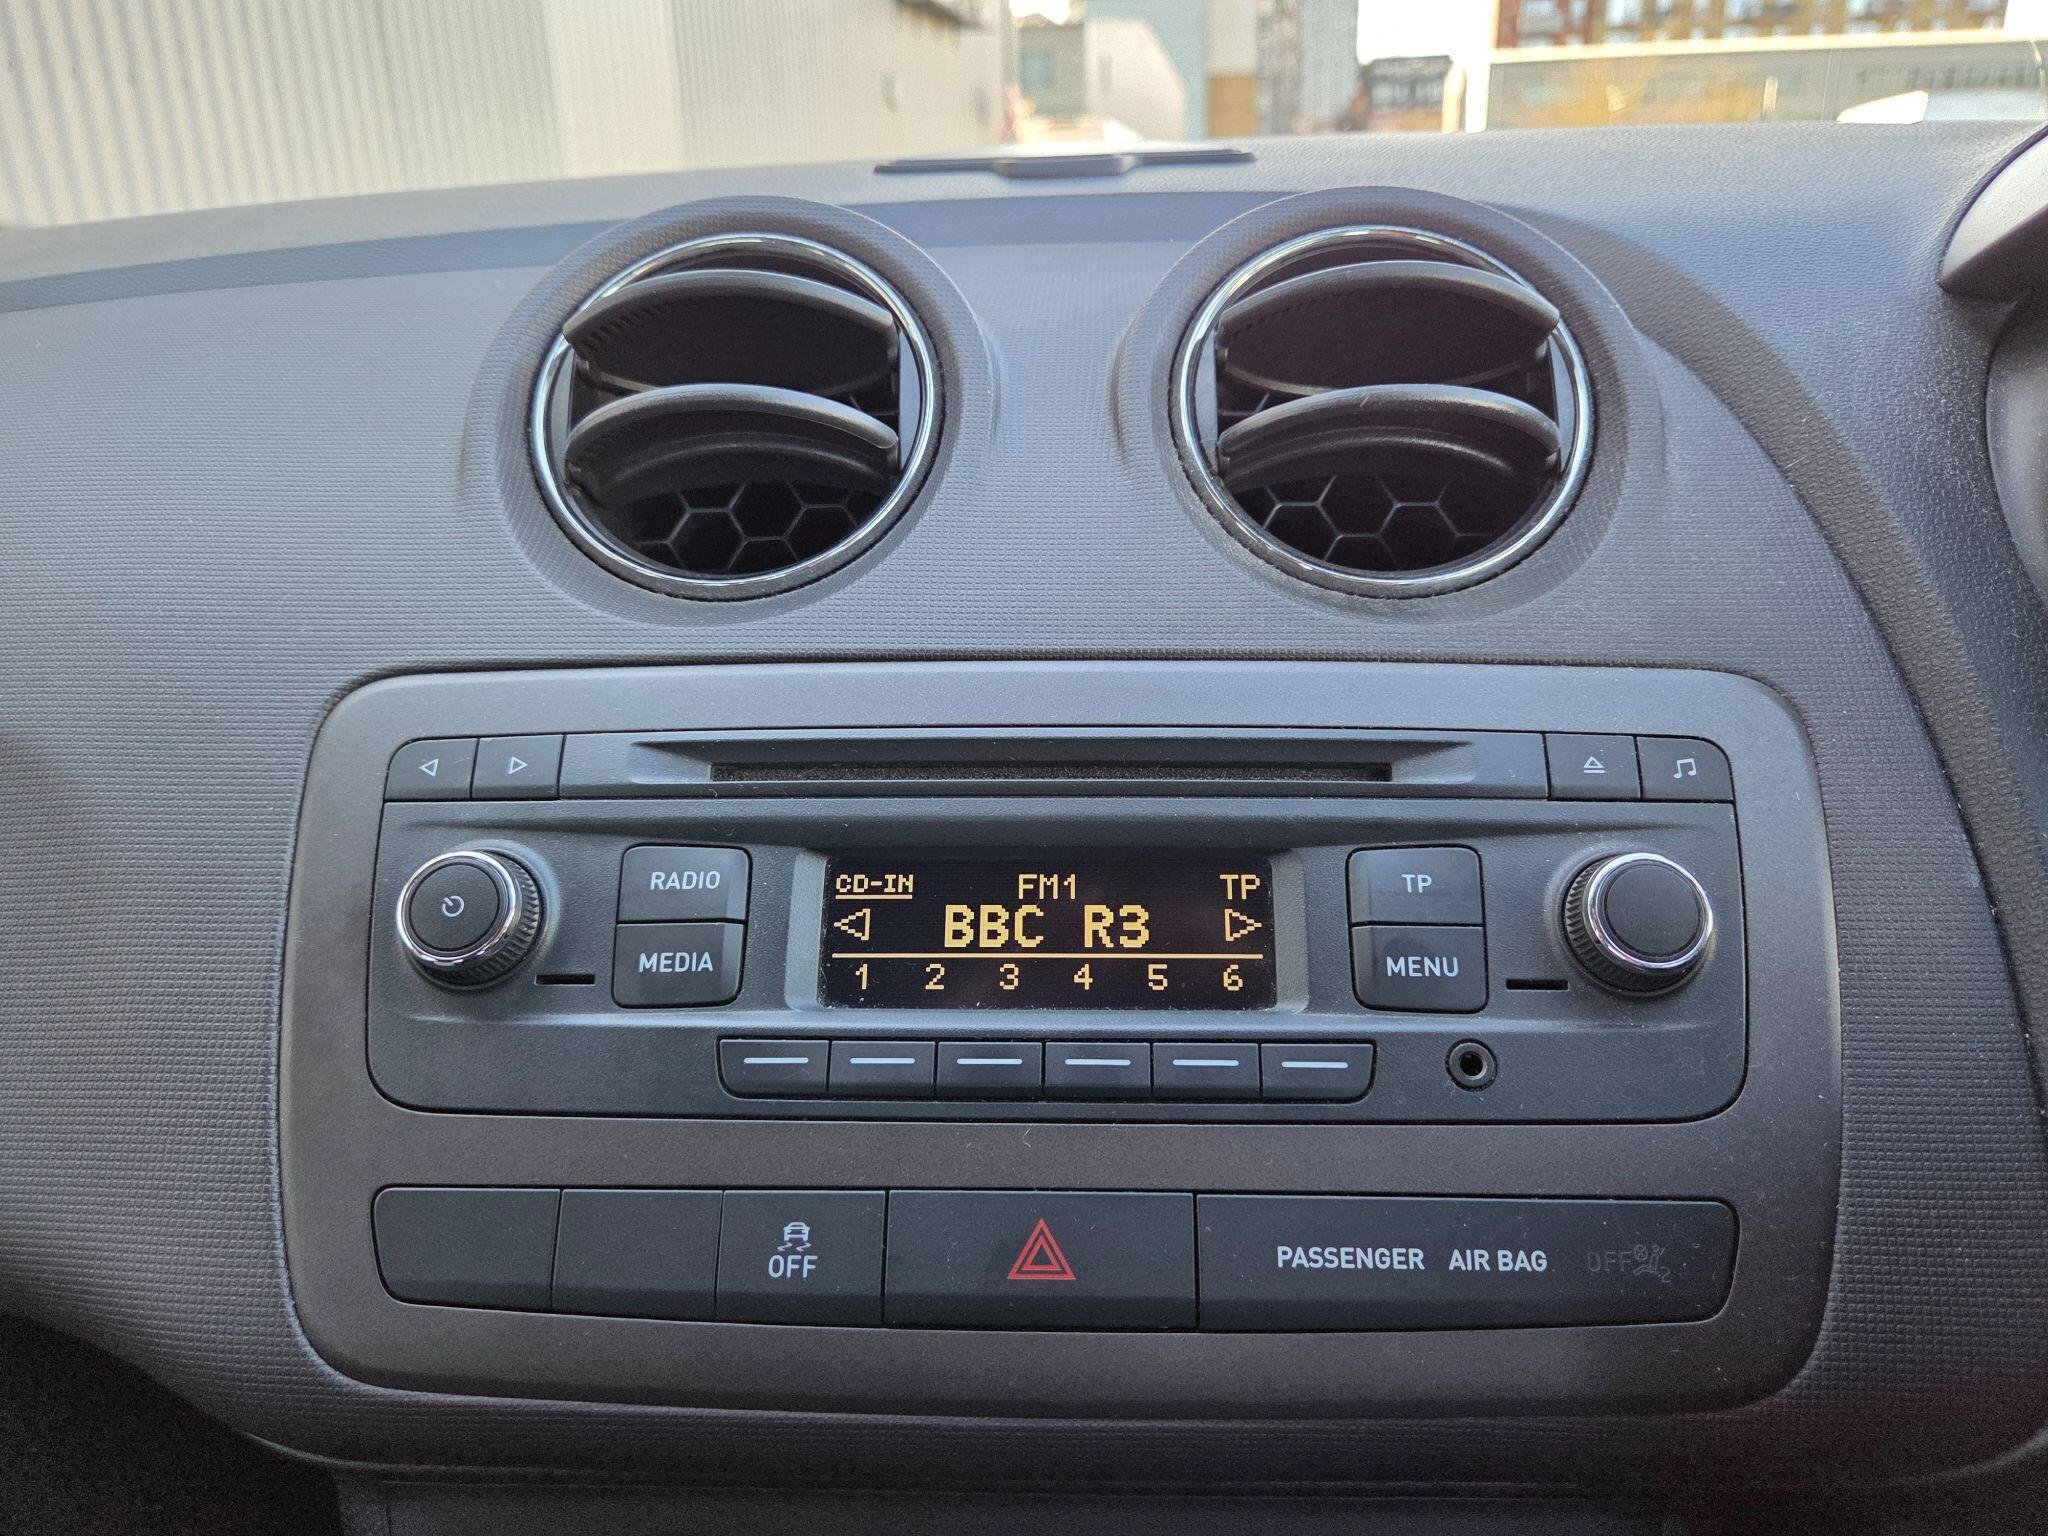 CD-IN FM1 TP
BBC R3
1 2 3 4 5 6
RADIO
MEDIA
TP
MENU
OFF
PASSENGER AIR BAG OFF